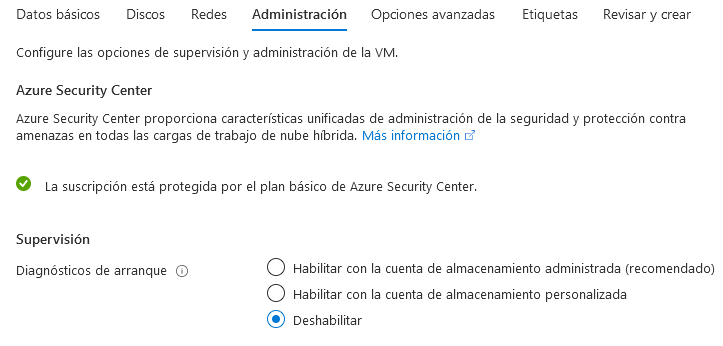 Datos básicos Discos Redes Administración Opciones avanzadas Etiquetas Revisar y crear
Configure las opciones de supervisión y administración de la VM.
Azure Security Center
Azure Security Center proporciona características unificadas de administración de la seguridad y protección contra
amenazas en todas las cargas de trabajo de nube híbrida. Más información
La suscripción está protegida por el plan básico de Azure Security Center.
Supervisión
Diagnósticos de arranque
Habilitar con la cuenta de almacenamiento administrada (recomendado)
Habilitar con la cuenta de almacenamiento personalizada
Deshabilitar